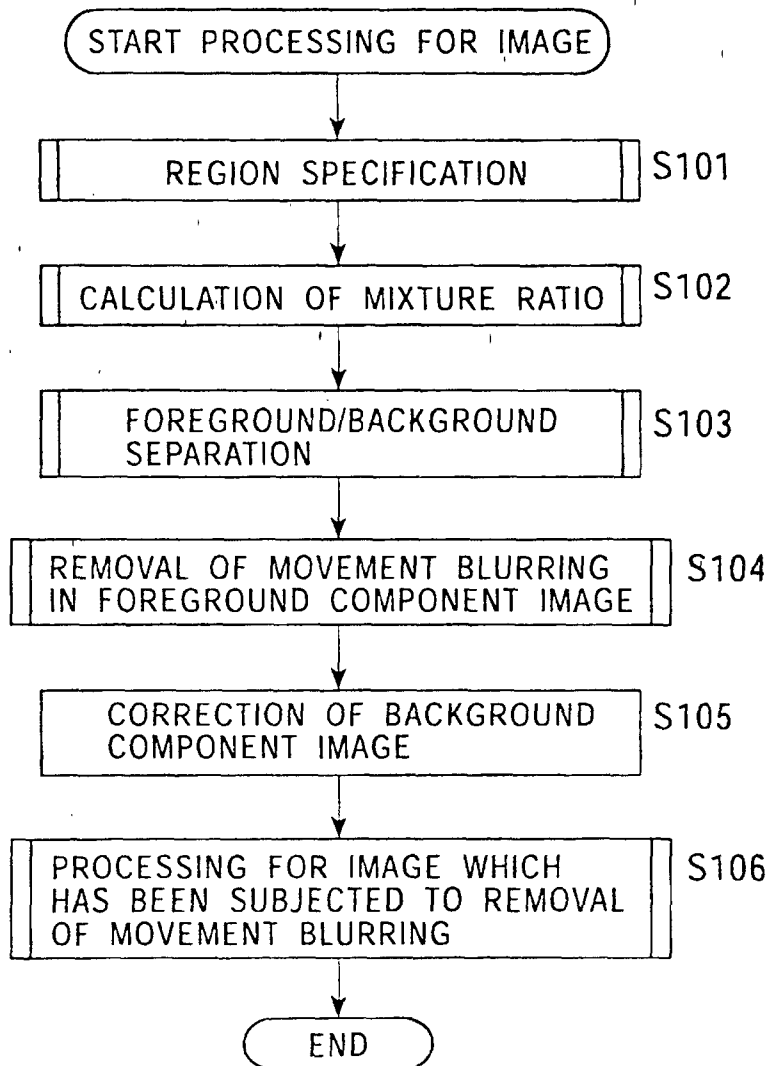 START PROCESSING FOR IMAGE
REGION SPECIFICATION
S101
CALCULATION OF MIXTURE RATIO
S102
FOREGROUND/BACKGROUND
SEPARATION
S103
REMOVAL OF MOVEMENT BLURRING
IN FOREGROUND COMPONENT IMAGE
S104
CORRECTION OF BACKGROUND
COMPONENT IMAGE
S105
PROCESSING FOR IMAGE WHICH
HAS BEEN SUBJECTED TO REMOVAL
OF MOVEMENT BLURRING
S106
END